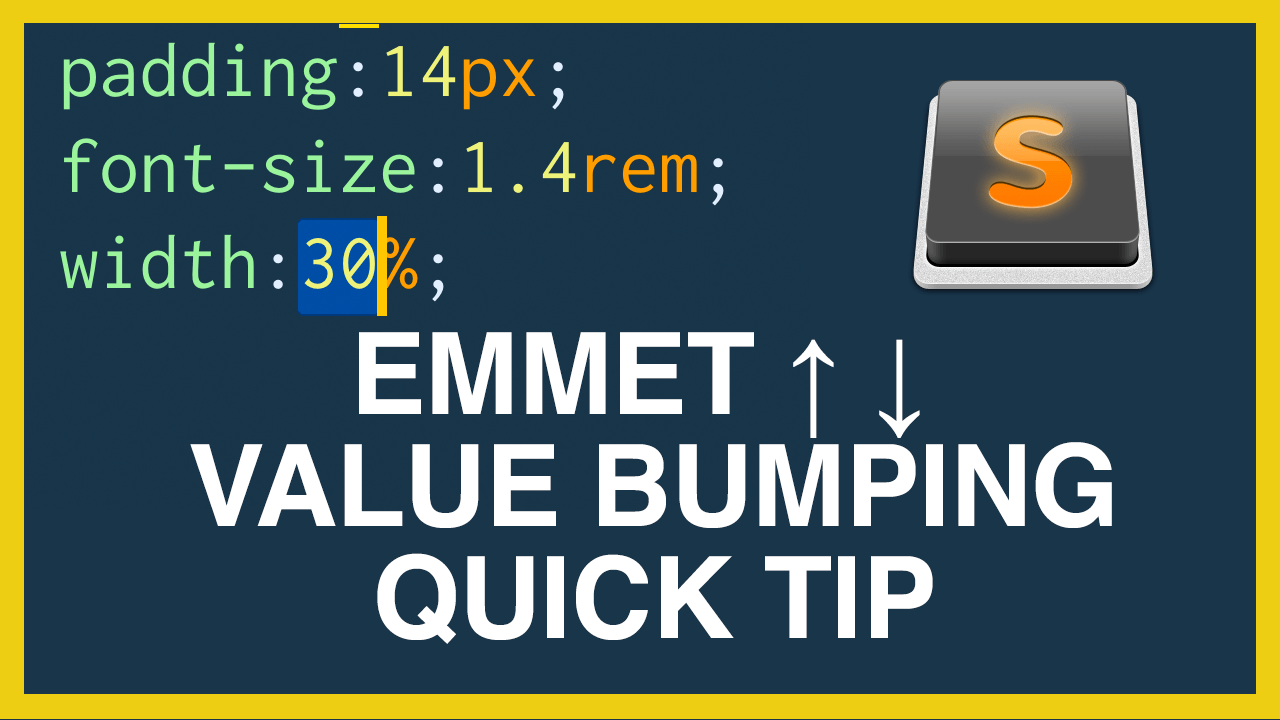 padding:14px;
font-size:1.4rem;
width:30%;
S
EMMET ↑↓
VALUE BUMPING
QUICK TIP